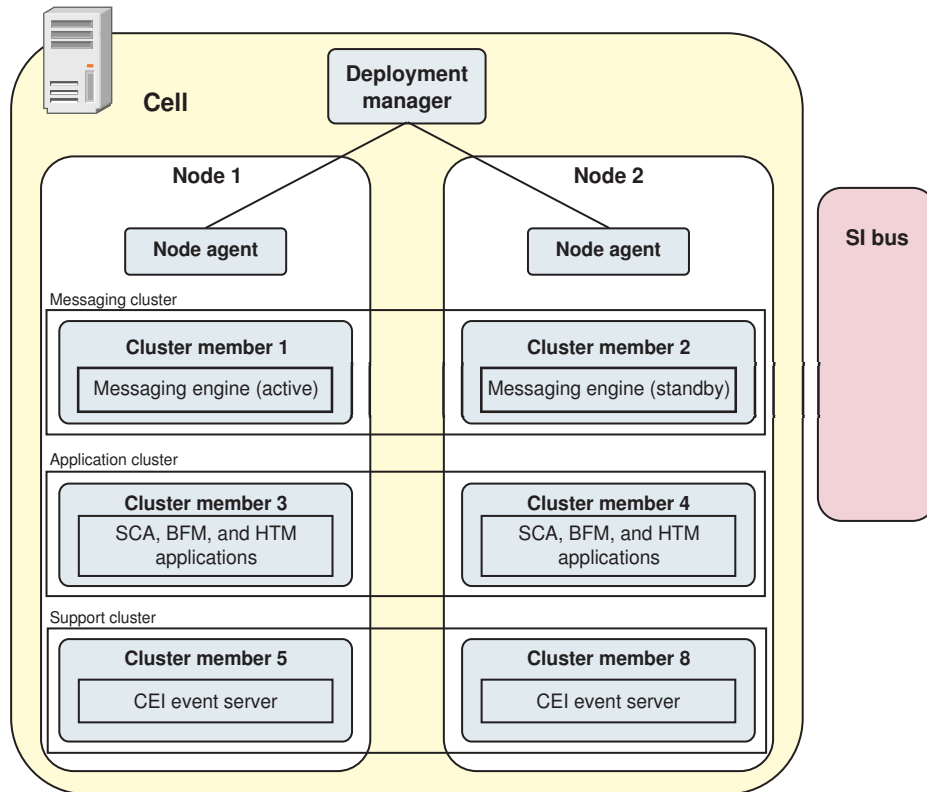 Deployment
manager
Cell
Node 1
Node 2
Node agent
Node agent
SI bus
Messaging cluster
Cluster member 1
Messaging engine (active)
Cluster member 2
Messaging engine (standby)
Application cluster
Cluster member 3
SCA, BFM, and HTM
applications
Cluster member 4
SCA, BFM, and HTM
applications
Support cluster
Cluster member 5
CEI event server
Cluster member 8
CEI event server